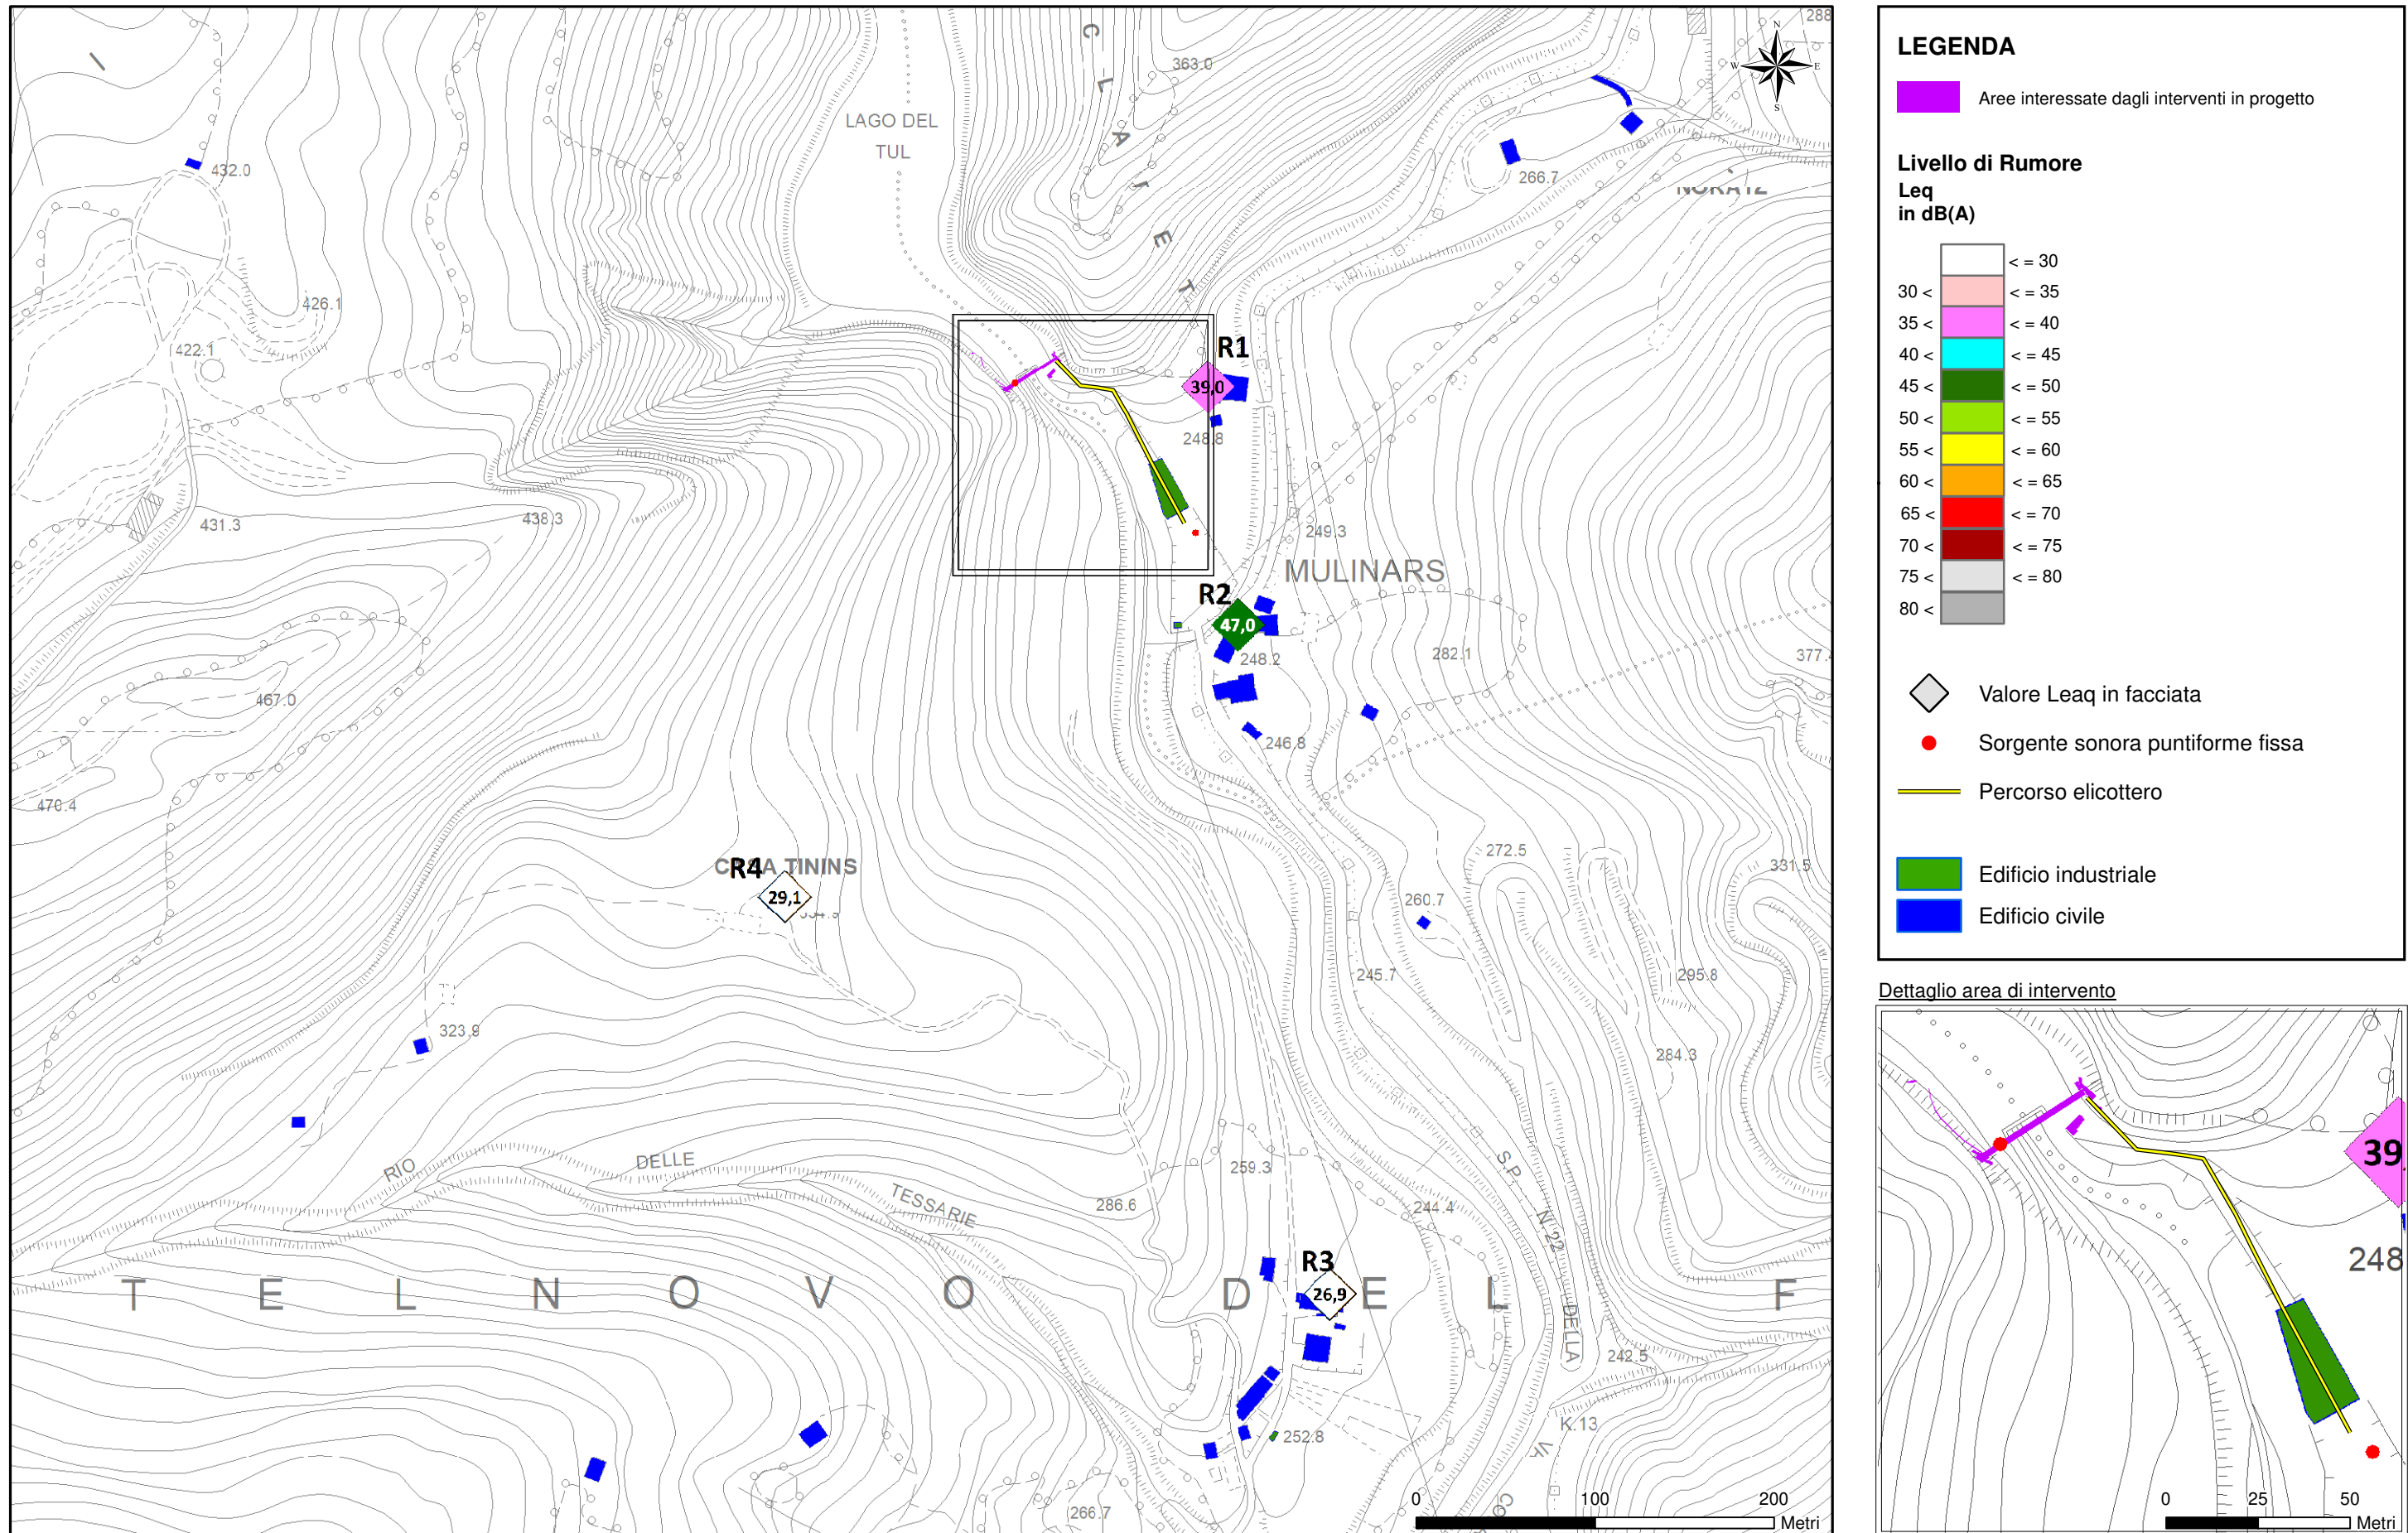 I
C
L
A
I
E
T
363.0
288
LAGO DEL
TUL
N
W
E
S
432.0
266.7
426.1
422.1
R1
39,0
248.8
431.3
438.3
249.3
MULINARS
R2
47,0
248.2
282.1
377.
467.0
246.8
470.4
272.5
331.5
R4
TININS
29,1
260.7
245.7
295.8
323.9
284.3
RIO
DELLE
TESSARIE
259.3
286.6
244.4
S.P.
N.22
DELLA
R3
26,9
T E L N O V O D E L F
242.5
K.13
252.8
266.7
0 100 200
Metri
LEGENDA
Aree interessate dagli interventi in progetto
Livello di Rumore
Leq
in dB(A)
< = 30
30 < < = 35
35 < < = 40
40 < < = 45
45 < < = 50
50 < < = 55
55 < < = 60
60 < < = 65
65 < < = 70
70 < < = 75
75 < < = 80
80 <
Valore Leaq in facciata
Sorgente sonora puntiforme fissa
Percorso elicottero
Edificio industriale
Edificio civile
Dettaglio area di intervento
39
248
0 25 50
Metri